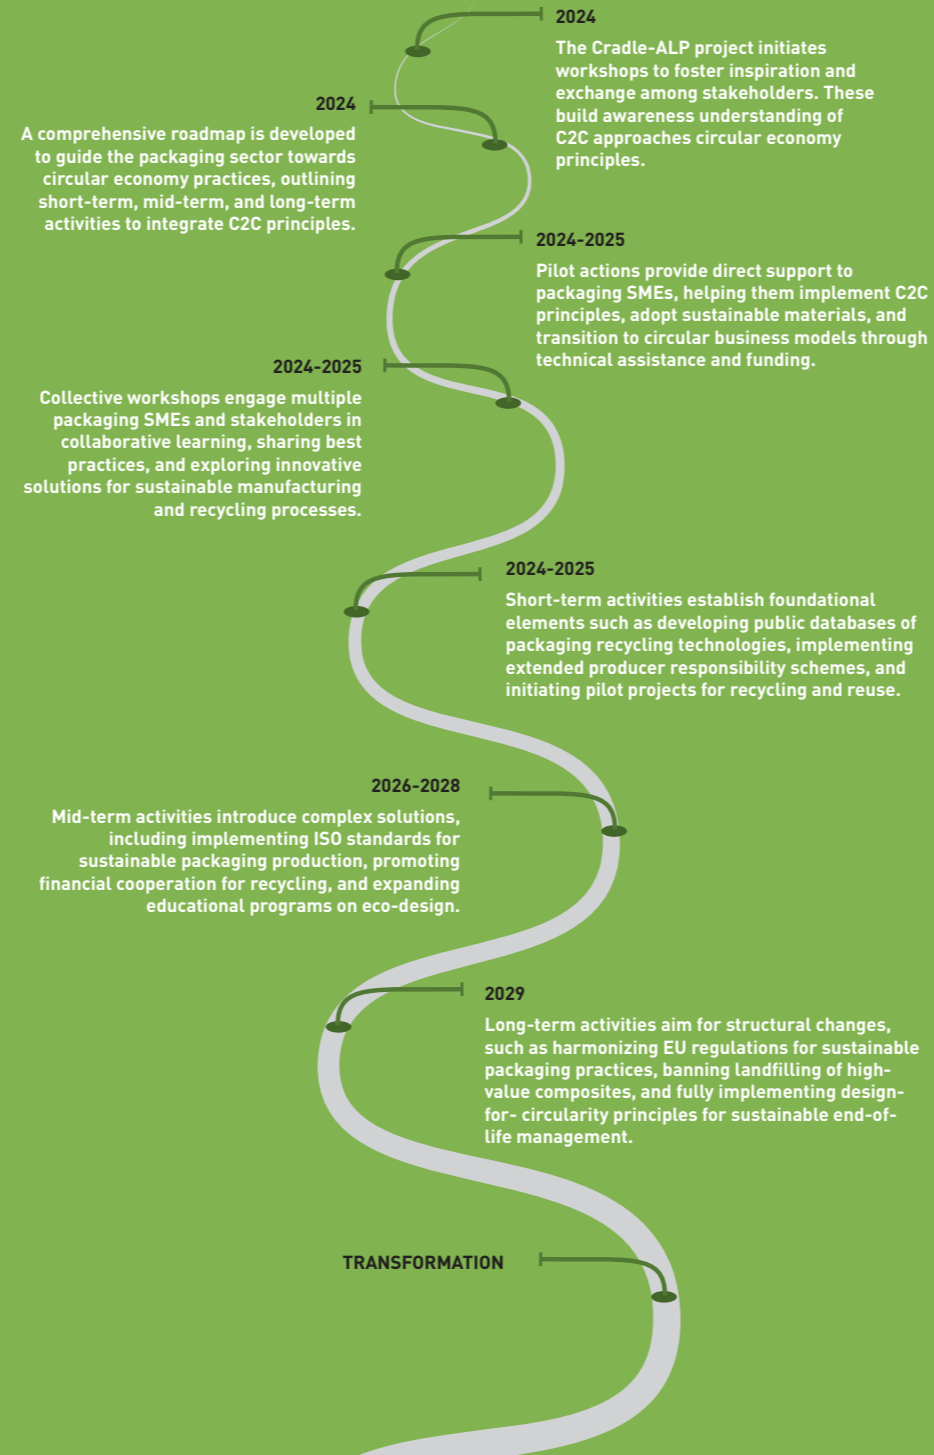 2024
The Cradle-ALP project initiates
workshops to foster inspiration and
exchange among stakeholders. These
build awareness understanding of
C2C approaches circular economy
principles.
2024
A comprehensive roadmap is developed
to guide the packaging sector towards
circular economy practices, outlining
short-term, mid-term, and long-term
activities to integrate C2C principles.
2024-2025
Pilot actions provide direct support to
packaging SMEs, helping them implement C2C
principles, adopt sustainable materials, and
transition to circular business models through
technical assistance and funding.
2024-2025
Collective workshops engage multiple
packaging SMEs and stakeholders in
collaborative learning, sharing best
practices, and exploring innovative
solutions for sustainable manufacturing
and recycling processes.
2024-2025
Short-term activities establish foundational
elements such as developing public databases of
packaging recycling technologies, implementing
extended producer responsibility schemes, and
initiating pilot projects for recycling and reuse.
2026-2028
Mid-term activities introduce complex solutions,
including implementing ISO standards for
sustainable packaging production, promoting
financial cooperation for recycling, and expanding
educational programs on eco-design.
2029
Long-term activities aim for structural changes,
such as harmonizing EU regulations for sustainable
packaging practices, banning landfilling of high-
value composites, and fully implementing design-
for- circularity principles for sustainable end-of-
life management.
TRANSFORMATION